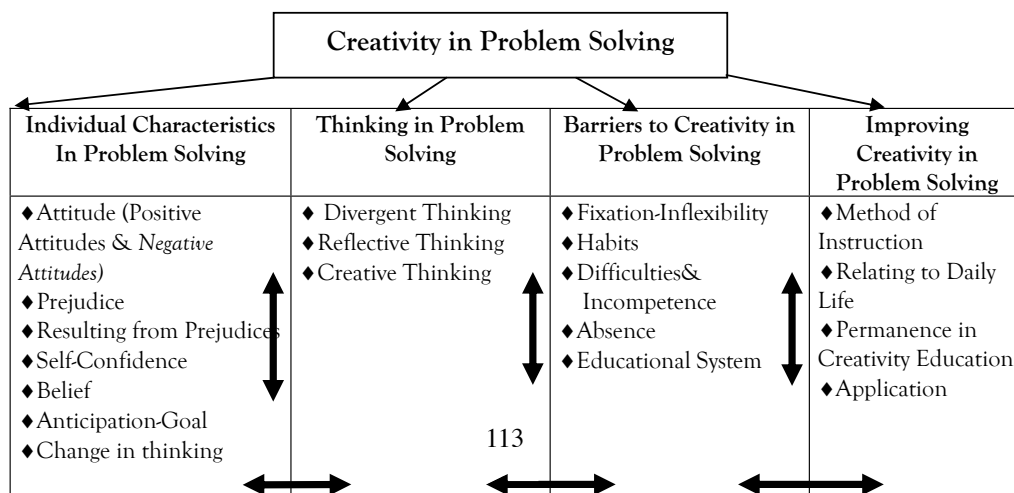 Creativity in Problem Solving
Individual Characteristics
In Problem Solving
Thinking in Problem
Solving
Barriers to Creativity in
Problem Solving
Improving
Creativity in
Problem Solving
♦Attitude (Positive
Attitudes & Negative
Attitudes)
♦Prejudice
♦Resulting from Prejudices
♦Self-Confidence
♦Belief
♦Anticipation-Goal
♦Change in thinking
♦ Divergent Thinking
♦Reflective Thinking
♦Creative Thinking
♦Fixation-Inflexibility
♦Habits
♦Difficulties&
Incompetence
♦Absence
♦Educational System
♦Method of
Instruction
♦Relating to Daily
Life
♦Permanence in
Creativity Education
♦Application
113